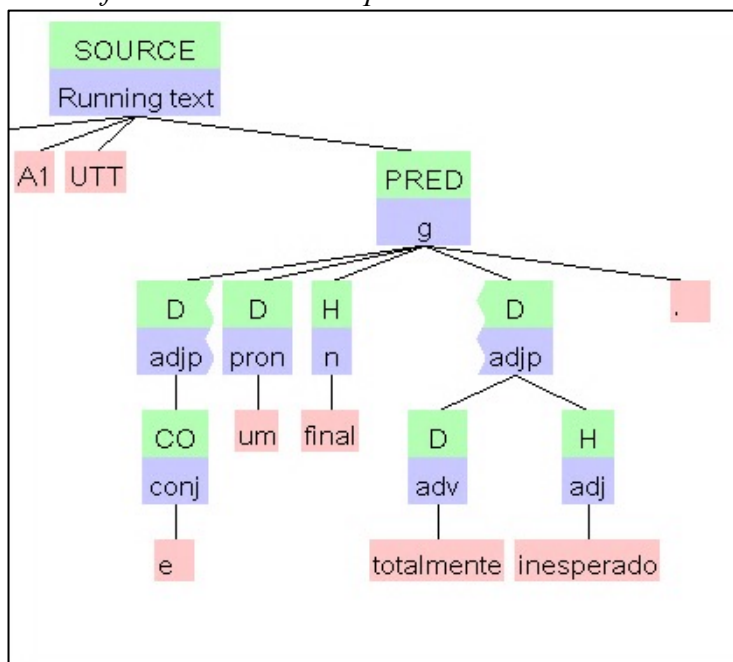 SOURCE
Running text
A1 UTT
PRED
g
D D H D .
adjp pron n adjp
CO um final D H
conj adv adj
e totalmente inesperado